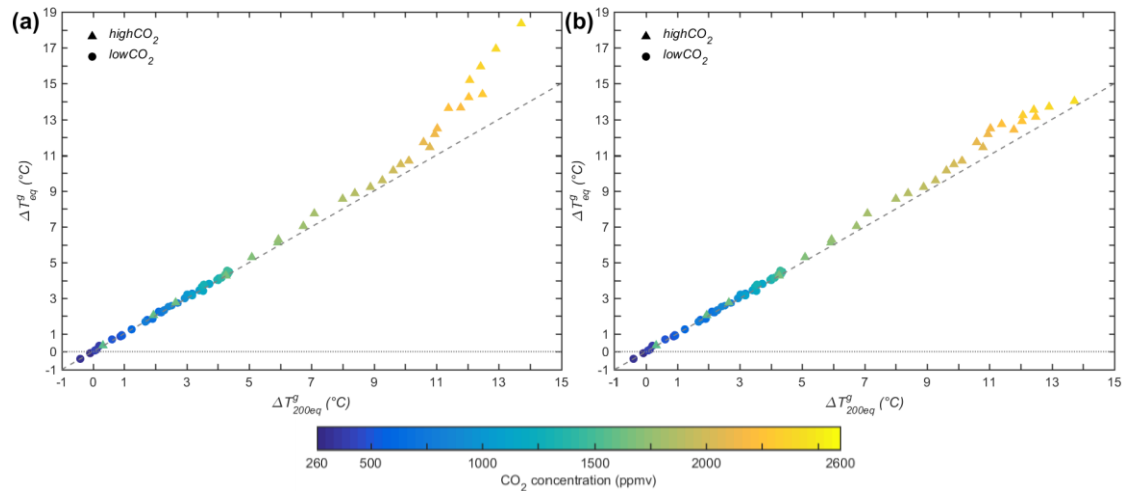 (a)
19
17
15
13
11
9
7
5
3
1
0
-1
highCO₂
lowCO₂
ΔT^g_eq (°C)
-1 0 1 3 5 7 9 11 13 15
ΔT^g_200eq (°C)
(b)
19
17
15
13
11
9
7
5
3
1
0
-1
highCO₂
lowCO₂
ΔT^g_eq (°C)
-1 0 1 3 5 7 9 11 13 15
ΔT^g_200eq (°C)
260 500 1000 1500 2000 2600
CO₂ concentration (ppmv)